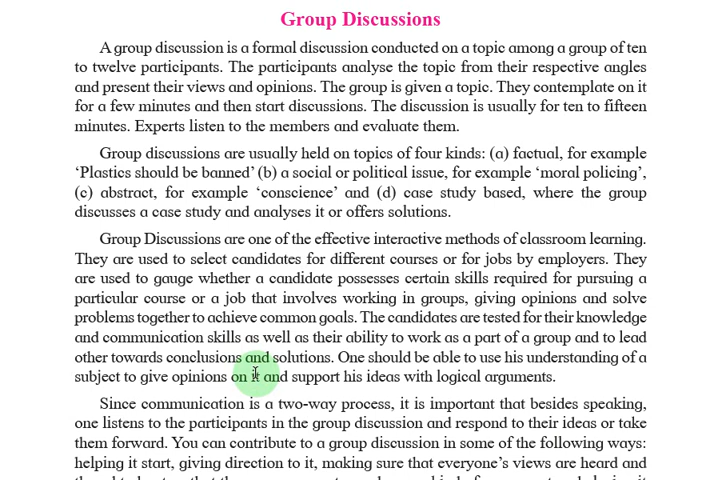 Group Discussions
A group discussion is a formal discussion conducted on a topic among a group of ten
to twelve participants. The participants analyse the topic from their respective angles
and present their views and opinions. The group is given a topic. They contemplate on it
for a few minutes and then start discussions. The discussion is usually for ten to fifteen
minutes. Experts listen to the members and evaluate them.
Group discussions are usually held on topics of four kinds: (a) factual, for example
‘Plastics should be banned’ (b) a social or political issue, for example ‘moral policing’,
(c) abstract, for example ‘conscience’ and (d) case study based, where the group
discusses a case study and analyses it or offers solutions.
Group Discussions are one of the effective interactive methods of classroom learning.
They are used to select candidates for different courses or for jobs by employers. They
are used to gauge whether a candidate possesses certain skills required for pursuing a
particular course or a job that involves working in groups, giving opinions and solve
problems together to achieve common goals. The candidates are tested for their knowledge
and communication skills as well as their ability to work as a part of a group and to lead
other towards conclusions and solutions. One should be able to use his understanding of a
subject to give opinions on it and support his ideas with logical arguments.
Since communication is a two-way process, it is important that besides speaking,
one listens to the participants in the group discussion and respond to their ideas or take
them forward. You can contribute to a group discussion in some of the following ways:
helping it start, giving direction to it, making sure that everyone’s views are heard and